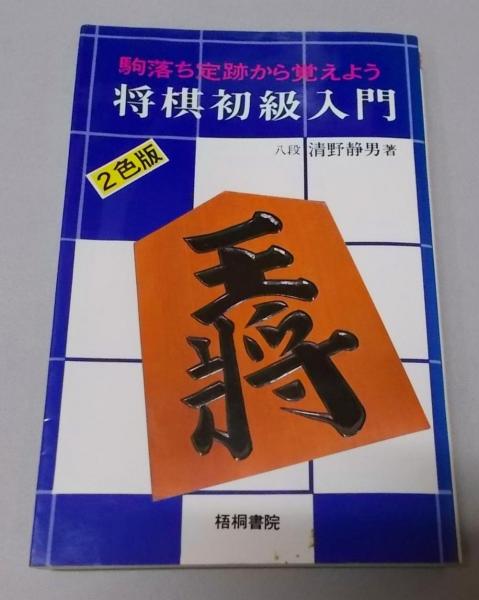 駒落ち定跡から覚えよう
将棋初級入門
八段 清野静男著
2色版
王将
梧桐書院